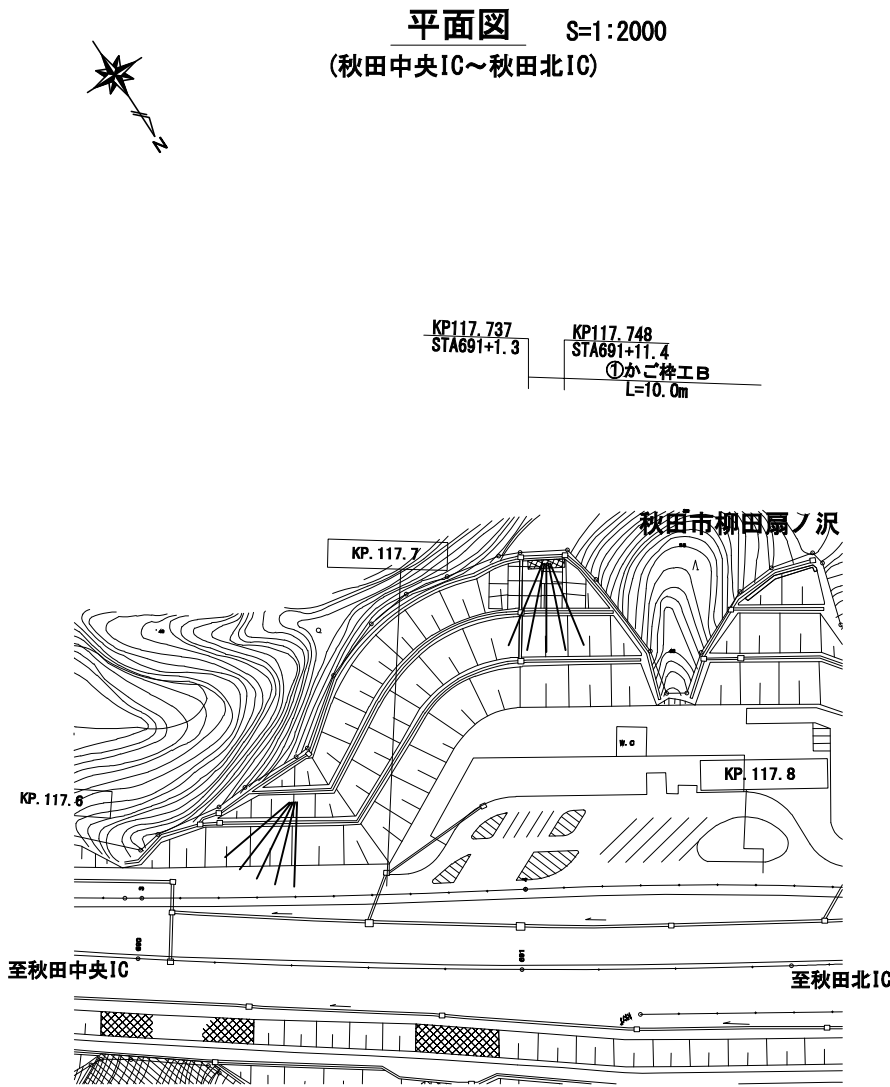 平面図 S=1:2000
(秋田中央IC～秋田北IC)
N
KP117.737
STA691+1.3
KP117.748
STA691+11.4
①かご枠工B
L=10.0m
秋田市柳田扇ノ沢
KP.117.7
W.C
KP.117.8
KP.117.6
3
690
691
至秋田中央IC
至秋田北IC